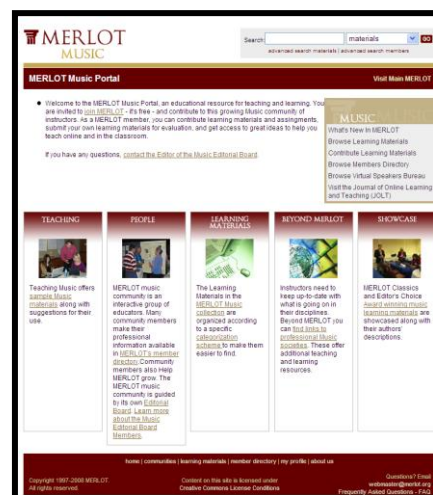 MERLOT
MUSIC
Search: materials GO
advanced search materials | advanced search members
MERLOT Music Portal
Visit Main MERLOT
Welcome to the MERLOT Music Portal, an educational resource for teaching and learning. You
are invited to join MERLOT - it's free - and contribute to this growing Music community of
instructors. As a MERLOT member, you can contribute learning materials and assignments,
submit your own learning materials for evaluation, and get access to great ideas to help you
teach online and in the classroom.
If you have any questions, contact the Editor of the Music Editorial Board.
MUSIC
What's New In MERLOT
Browse Learning Materials
Contribute Learning Materials
Browse Members Directory
Browse Virtual Speakers Bureau
Visit the Journal of Online Learning
and Teaching (JOLT)
TEACHING
Teaching Music offers
sample Music
materials along with
suggestions for their
use.
PEOPLE
MERLOT music
community is an
interactive group of
educators. Many
community members
make their
professional
information available
in MERLOT's member
directory.Community
members also Help
MERLOT grow. The
MERLOT music
community is guided
by its own Editorial
Board. Learn more
about the Music
Editorial Board
Members.
LEARNING
MATERIALS
The Learning
Materials in the
MERLOT Music
collection are
organized according
to a specific
categorization
scheme to make them
easier to find.
BEYOND MERLOT
Instructors need to
keep up-to-date with
what is going on in
their disciplines.
Beyond MERLOT you
can find links to
professional Music
societies. These offer
additional teaching
and learning
resources.
SHOWCASE
MERLOT Classics
and Editor's Choice
Award winning music
learning materials are
showcased along with
their authors'
descriptions.
home | communities | learning materials | member directory | my profile | about us
Copyright 1997-2008 MERLOT.
All rights reserved.
Content on this site is licensed under
Creative Commons License Conditions
Questions? Email
webmaster@merlot.org
Frequently Asked Questions - FAQ